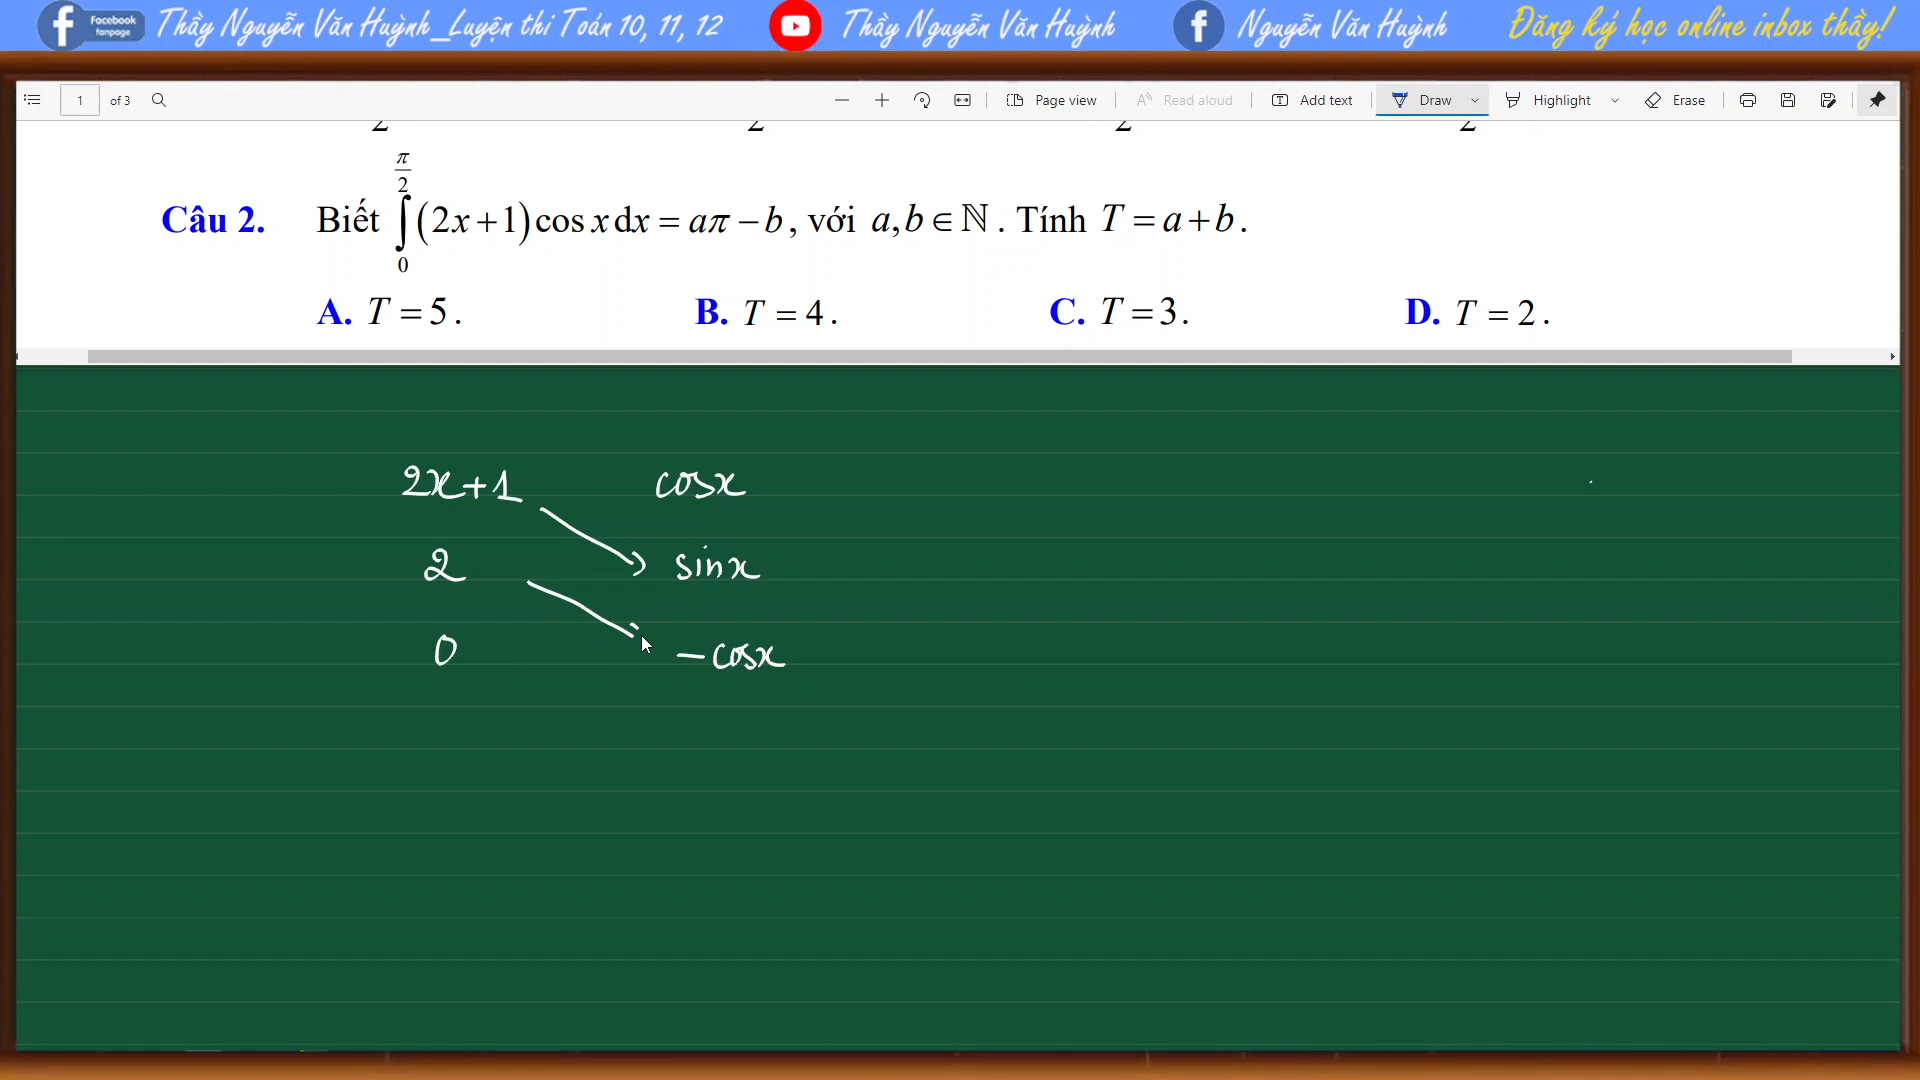 Facebook fanpage Thầy Nguyễn Văn Huỳnh_Luyện thi Toán 10, 11, 12 Thầy Nguyễn Văn Huỳnh Nguyễn Văn Huỳnh Đăng ký học online inbox thầy!
1 of 3 Page view Read aloud Add text Draw Highlight Erase
Câu 2. Biết ∫₀^(π/2) (2x+1) cos x dx = aπ − b, với a, b ∈ ℕ. Tính T = a + b.
A. T = 5. B. T = 4. C. T = 3. D. T = 2.
2x+1 cosx
2 sinx
0 −cosx